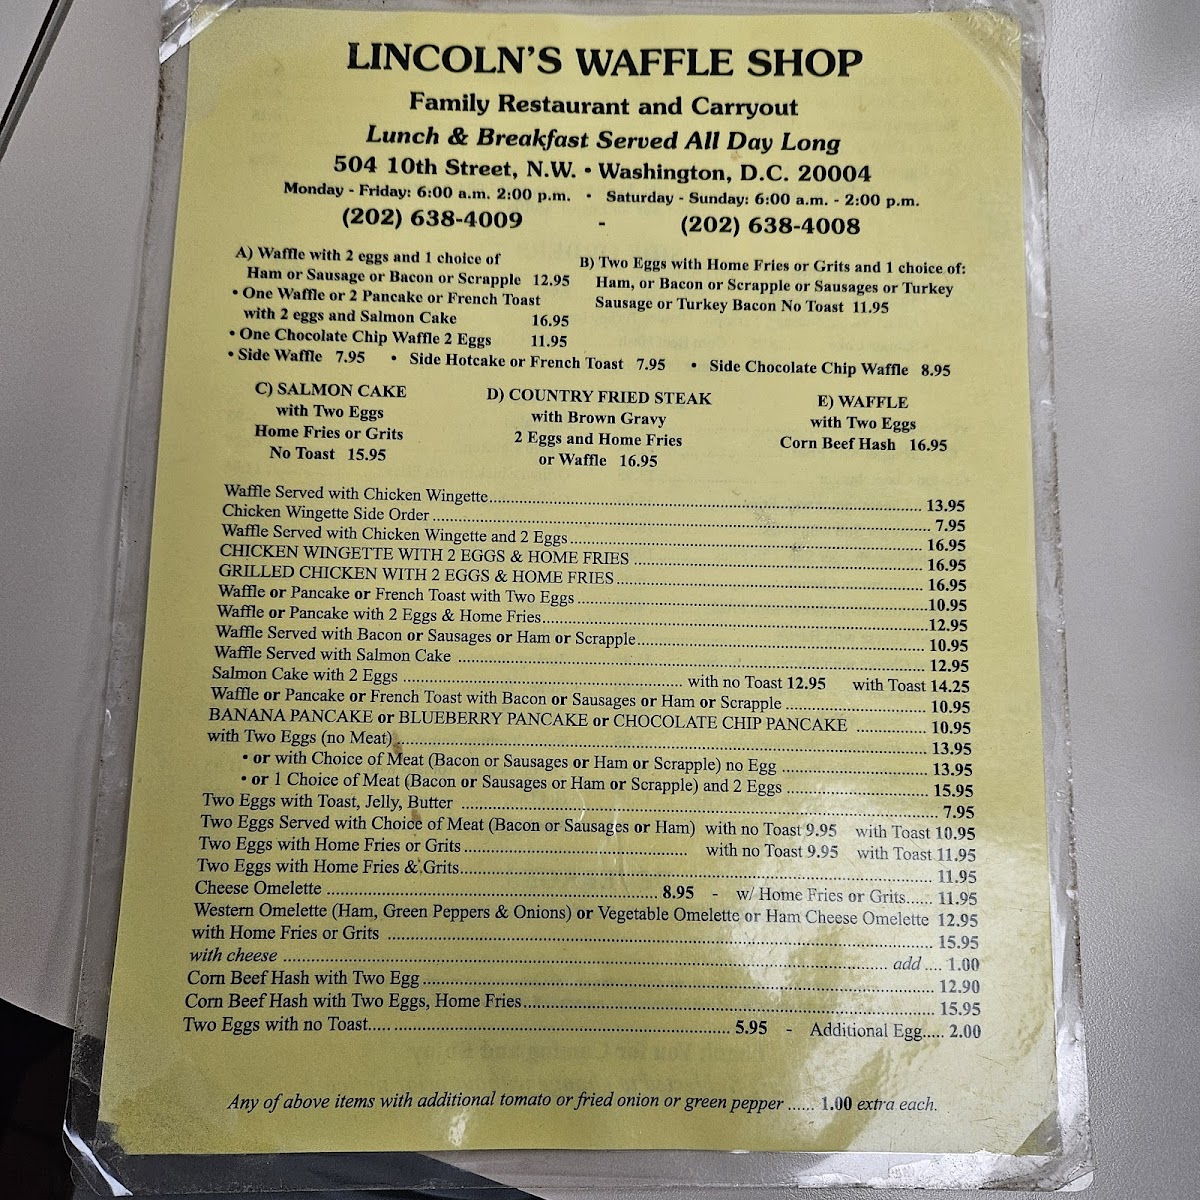 LINCOLN'S WAFFLE SHOP
Family Restaurant and Carryout
Lunch & Breakfast Served All Day Long
504 10th Street, N.W. • Washington, D.C. 20004
Monday - Friday: 6:00 a.m. 2:00 p.m. • Saturday - Sunday: 6:00 a.m. - 2:00 p.m.
(202) 638-4009 - (202) 638-4008
A) Waffle with 2 eggs and 1 choice of
Ham or Sausage or Bacon or Scrapple 12.95
• One Waffle or 2 Pancake or French Toast
with 2 eggs and Salmon Cake 16.95
• One Chocolate Chip Waffle 2 Eggs 11.95
B) Two Eggs with Home Fries or Grits and 1 choice of:
Ham, or Bacon or Scrapple or Sausages or Turkey
Sausage or Turkey Bacon No Toast 11.95
• Side Waffle 7.95 • Side Hotcake or French Toast 7.95 • Side Chocolate Chip Waffle 8.95
C) SALMON CAKE
with Two Eggs
Home Fries or Grits
No Toast 15.95
D) COUNTRY FRIED STEAK
with Brown Gravy
2 Eggs and Home Fries
or Waffle 16.95
E) WAFFLE
with Two Eggs
Corn Beef Hash 16.95
Waffle Served with Chicken Wingette 13.95
Chicken Wingette Side Order 7.95
Waffle Served with Chicken Wingette and 2 Eggs 16.95
CHICKEN WINGETTE WITH 2 EGGS & HOME FRIES 16.95
GRILLED CHICKEN WITH 2 EGGS & HOME FRIES 16.95
Waffle or Pancake or French Toast with Two Eggs 10.95
Waffle or Pancake with 2 Eggs & Home Fries 12.95
Waffle Served with Bacon or Sausages or Ham or Scrapple 10.95
Waffle Served with Salmon Cake 12.95
Salmon Cake with 2 Eggs with no Toast 12.95 with Toast 14.25
Waffle or Pancake or French Toast with Bacon or Sausages or Ham or Scrapple 10.95
BANANA PANCAKE or BLUEBERRY PANCAKE or CHOCOLATE CHIP PANCAKE 10.95
with Two Eggs (no Meat) 13.95
• or with Choice of Meat (Bacon or Sausages or Ham or Scrapple) no Egg 13.95
• or 1 Choice of Meat (Bacon or Sausages or Ham or Scrapple) and 2 Eggs 15.95
Two Eggs with Toast, Jelly, Butter 7.95
Two Eggs Served with Choice of Meat (Bacon or Sausages or Ham) with no Toast 9.95 with Toast 10.95
Two Eggs with Home Fries or Grits with no Toast 9.95 with Toast 11.95
Two Eggs with Home Fries & Grits 11.95
Cheese Omelette 8.95 - w/ Home Fries or Grits 11.95
Western Omelette (Ham, Green Peppers & Onions) or Vegetable Omelette or Ham Cheese Omelette 12.95
with Home Fries or Grits 15.95
with cheese add 1.00
Corn Beef Hash with Two Egg 12.90
Corn Beef Hash with Two Eggs, Home Fries 15.95
Two Eggs with no Toast 5.95 - Additional Egg 2.00
Any of above items with additional tomato or fried onion or green pepper 1.00 extra each.